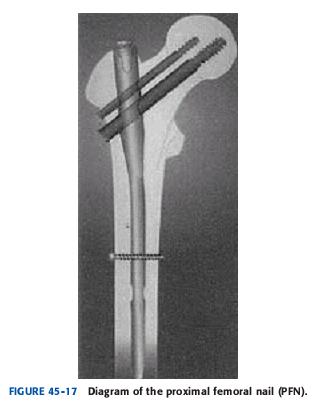 FIGURE 45-17 Diagram of the proximal femoral nail (PFN).